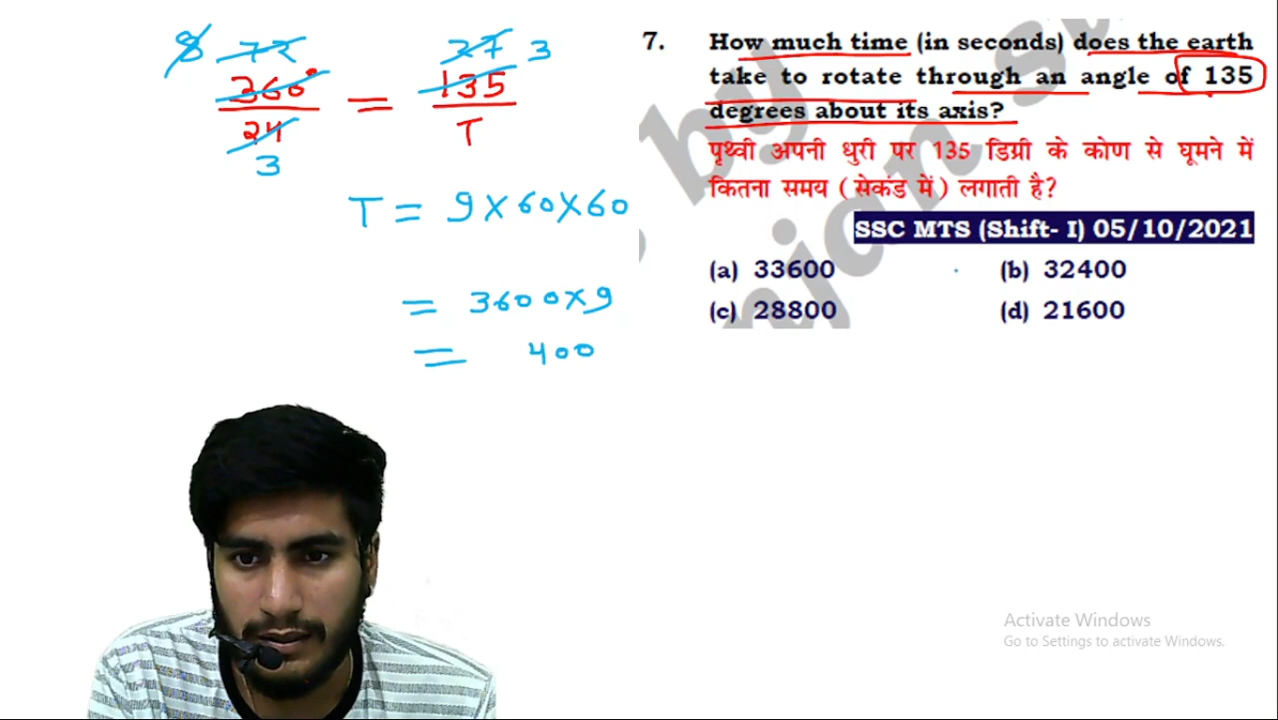 8 72
360°
24
3
=
27 3
135
T
T = 9×60×60
= 3600×9
= 400
7. How much time (in seconds) does the earth
take to rotate through an angle of 135
degrees about its axis?
पृथ्वी अपनी धुरी पर 135 डिग्री के कोण से घूमने में
कितना समय (सेकंड में) लगाती है?
SSC MTS (Shift- I) 05/10/2021
(a) 33600 (b) 32400
(c) 28800 (d) 21600
Activate Windows
Go to Settings to activate Windows.